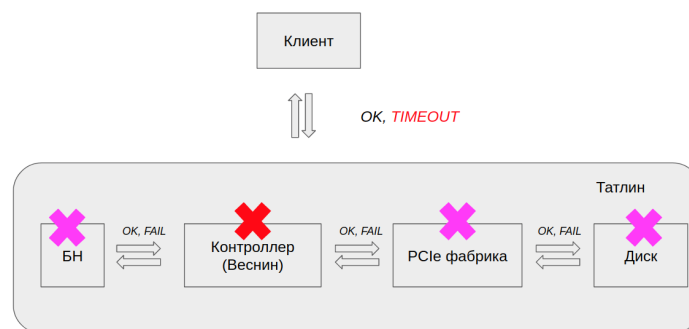 Клиент
OK, TIMEOUT
Татлин
БН
OK, FAIL
Контроллер
(Веснин)
OK, FAIL
PCIe фабрика
OK, FAIL
Диск